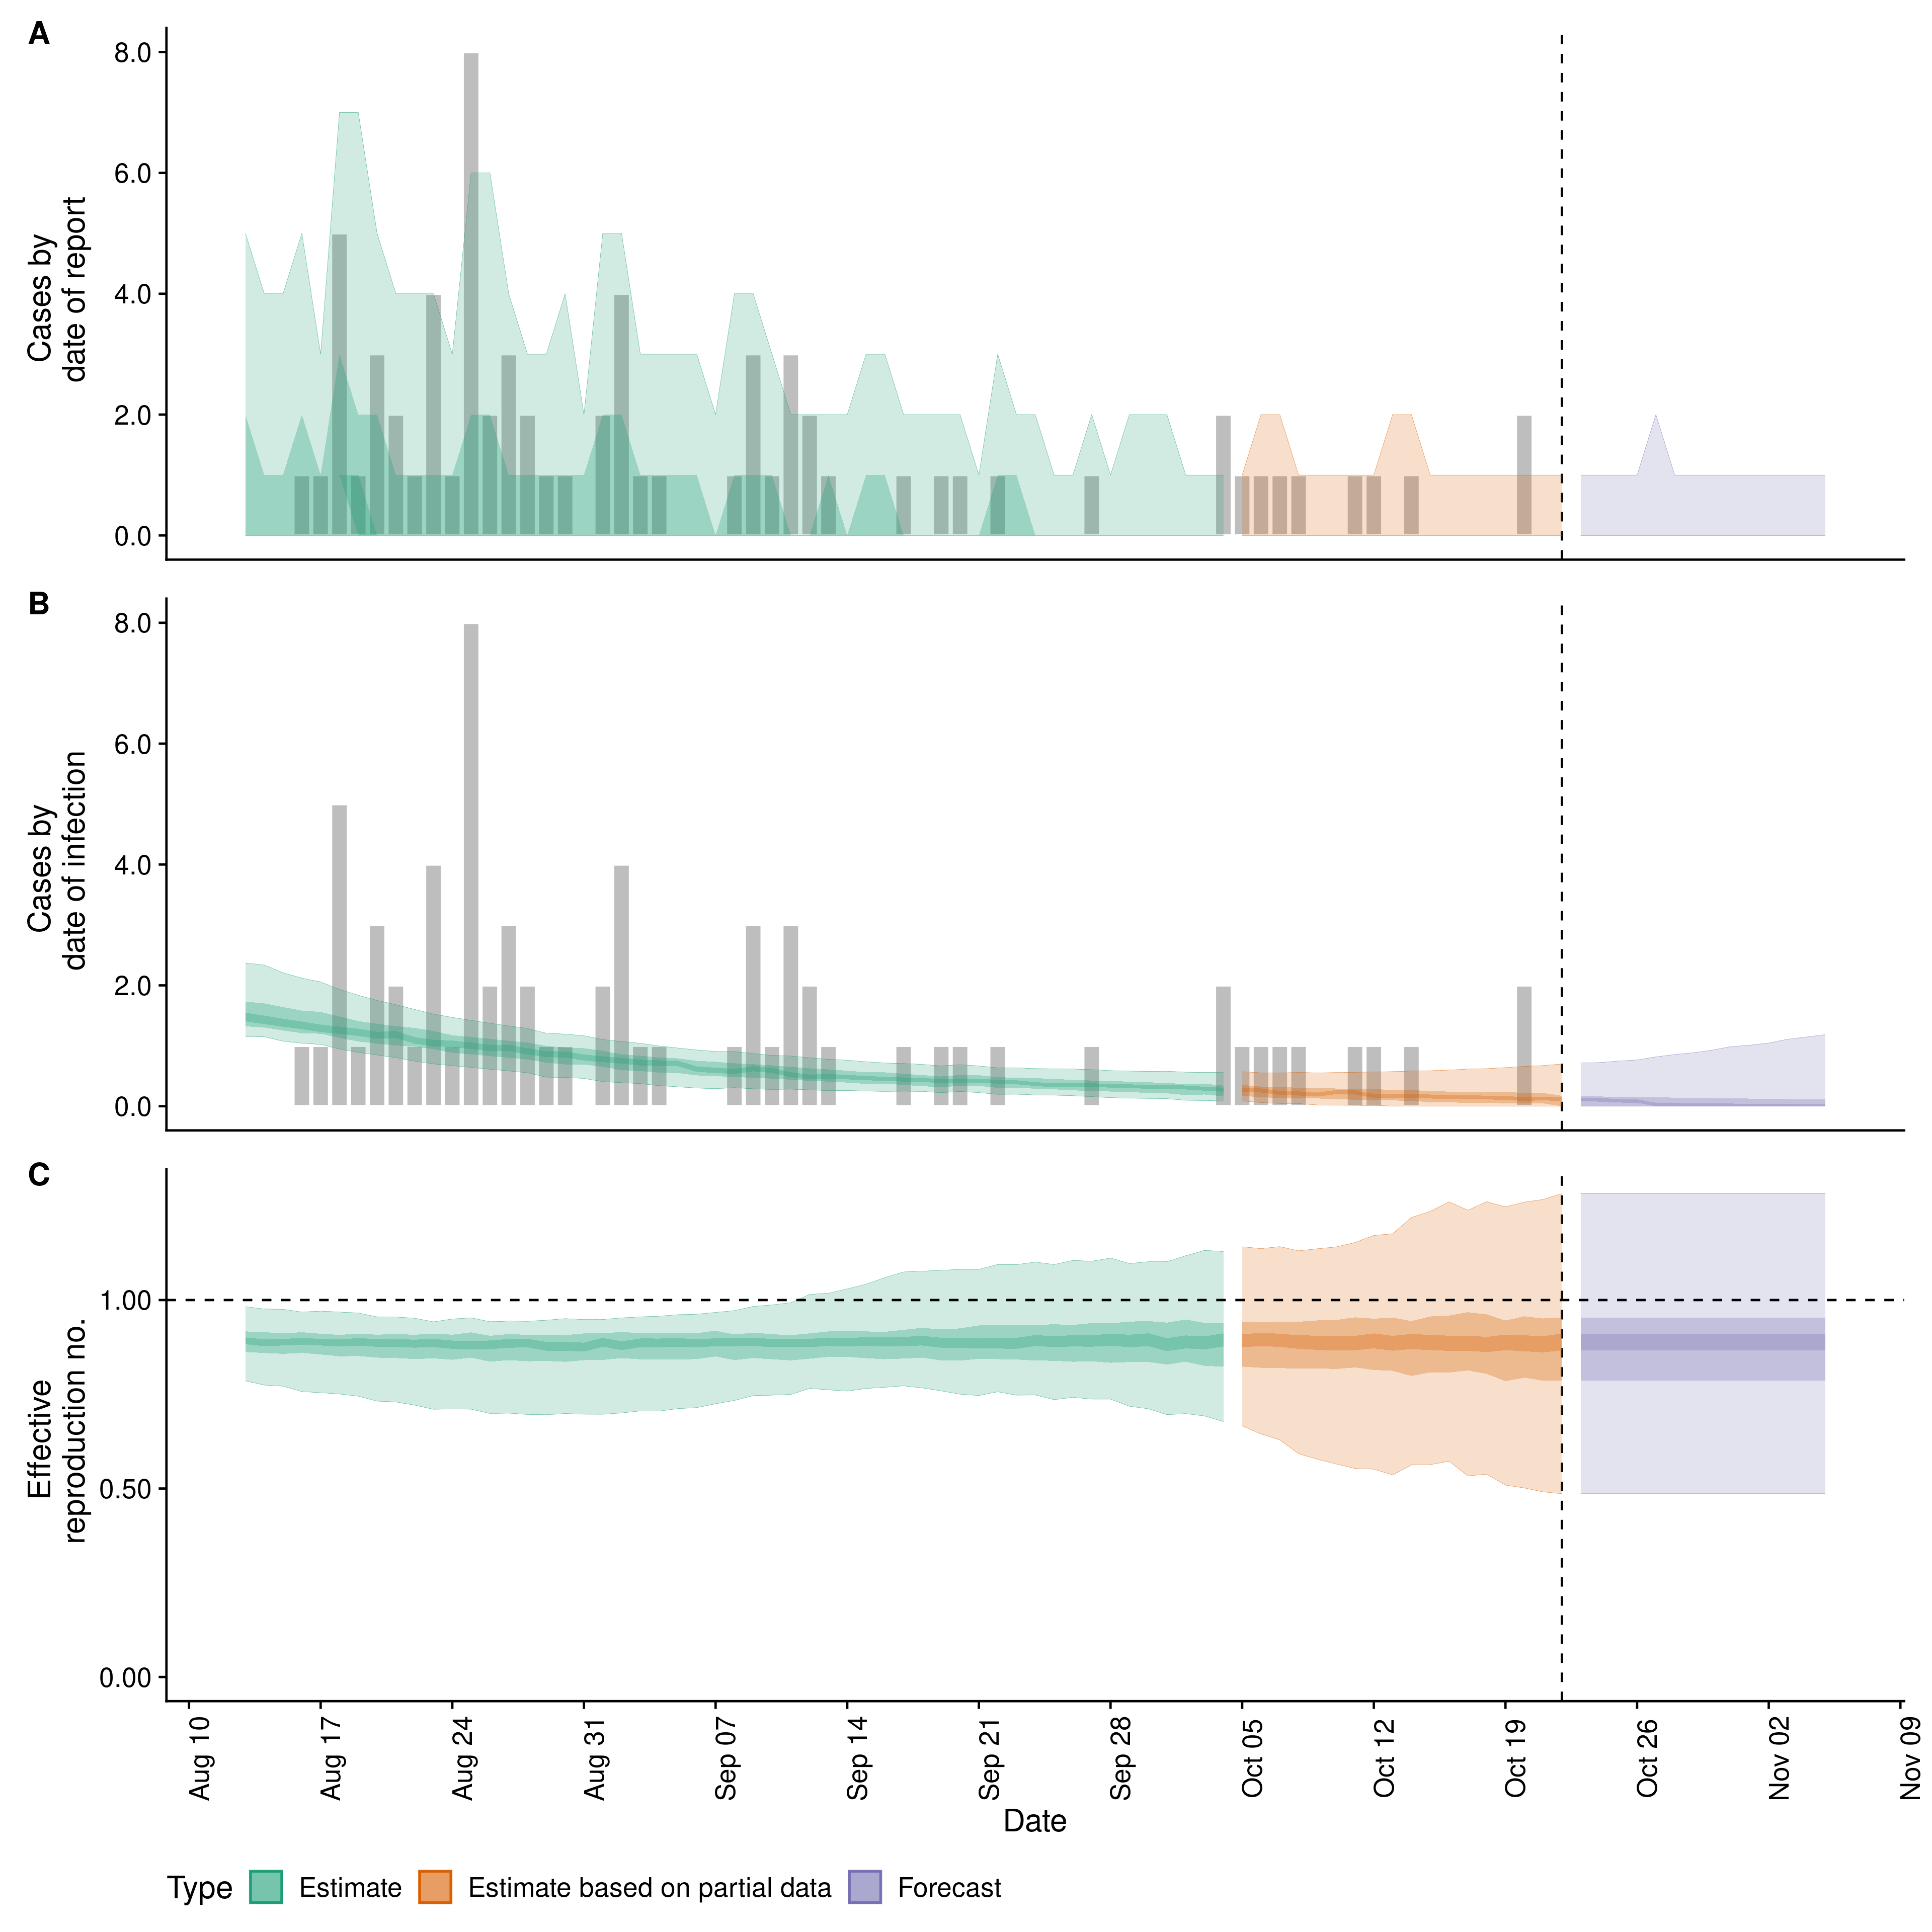 A
8.0
6.0
4.0
2.0
0.0
Cases by
date of report
B
8.0
6.0
4.0
2.0
0.0
Cases by
date of infection
C
1.00
0.50
0.00
Effective
reproduction no.
Aug 10
Aug 17
Aug 24
Aug 31
Sep 07
Sep 14
Sep 21
Sep 28
Oct 05
Oct 12
Oct 19
Oct 26
Nov 02
Nov 09
Date
Type
Estimate
Estimate based on partial data
Forecast